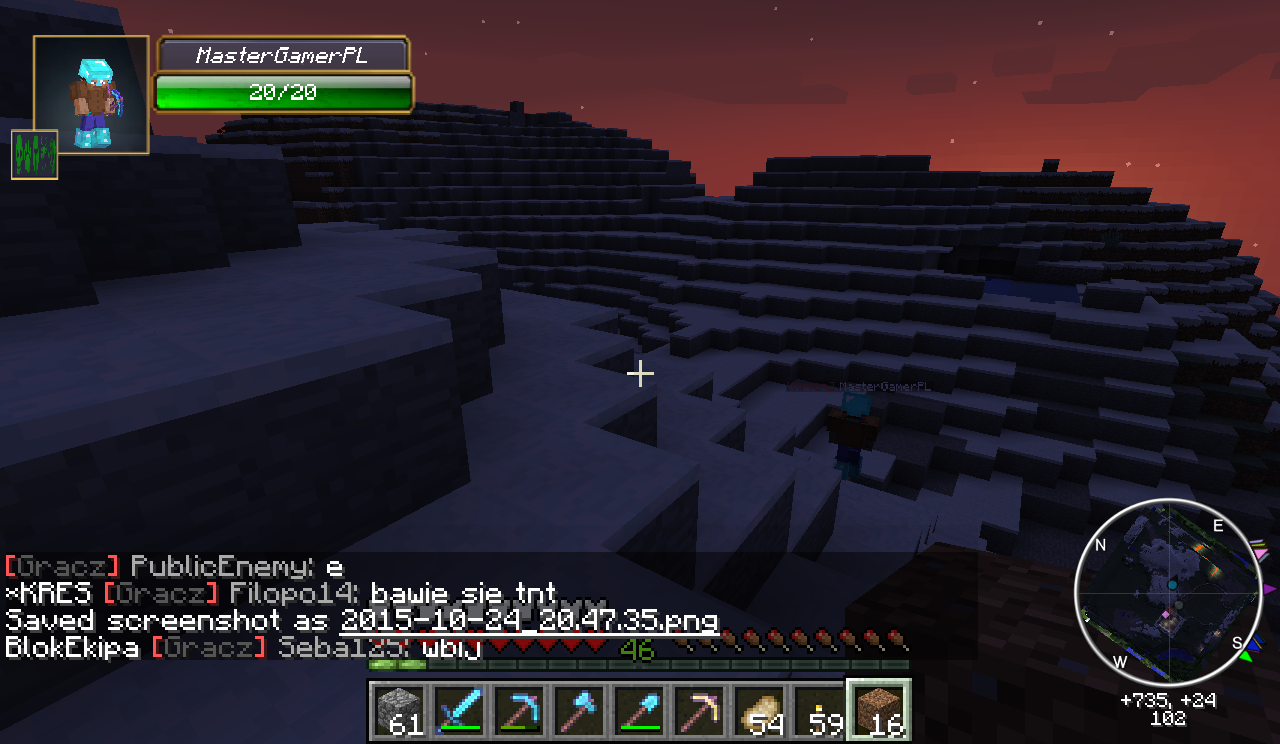 MasterGamerPL
20/20
MasterGamerPL
[Gracz] PublicEnemy: e
*KRES [Gracz] Filopo14: bawie sie tnt
Saved screenshot as 2015-10-24_20.47.35.png
BlokEkipa [Gracz] Seba125: wbij
46
61
54
59
16
N
E
S
W
+735, +24
102